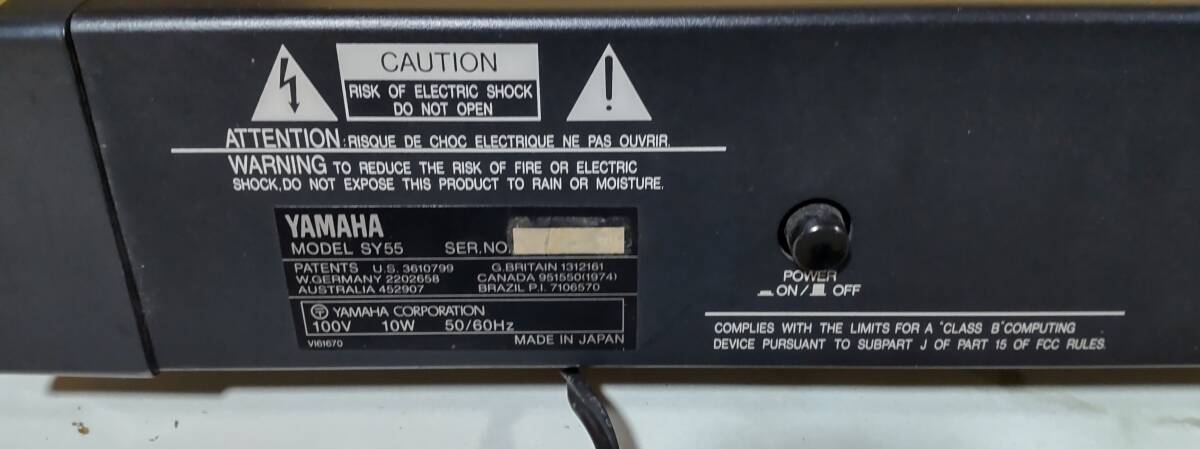 CAUTION
RISK OF ELECTRIC SHOCK
DO NOT OPEN
ATTENTION: RISQUE DE CHOC ELECTRIQUE NE PAS OUVRIR.
WARNING TO REDUCE THE RISK OF FIRE OR ELECTRIC
SHOCK, DO NOT EXPOSE THIS PRODUCT TO RAIN OR MOISTURE.
YAMAHA
MODEL SY55 SER.NO.
PATENTS U.S. 3610799 G.BRITAIN 1312161
W.GERMANY 2202658 CANADA 951550(1974)
AUSTRALIA 452907 BRAZIL P.I. 7106570
YAMAHA CORPORATION
100V 10W 50/60Hz
VI61670 MADE IN JAPAN
POWER
ON / OFF
COMPLIES WITH THE LIMITS FOR A "CLASS B" COMPUTING
DEVICE PURSUANT TO SUBPART J OF PART 15 OF FCC RULES.